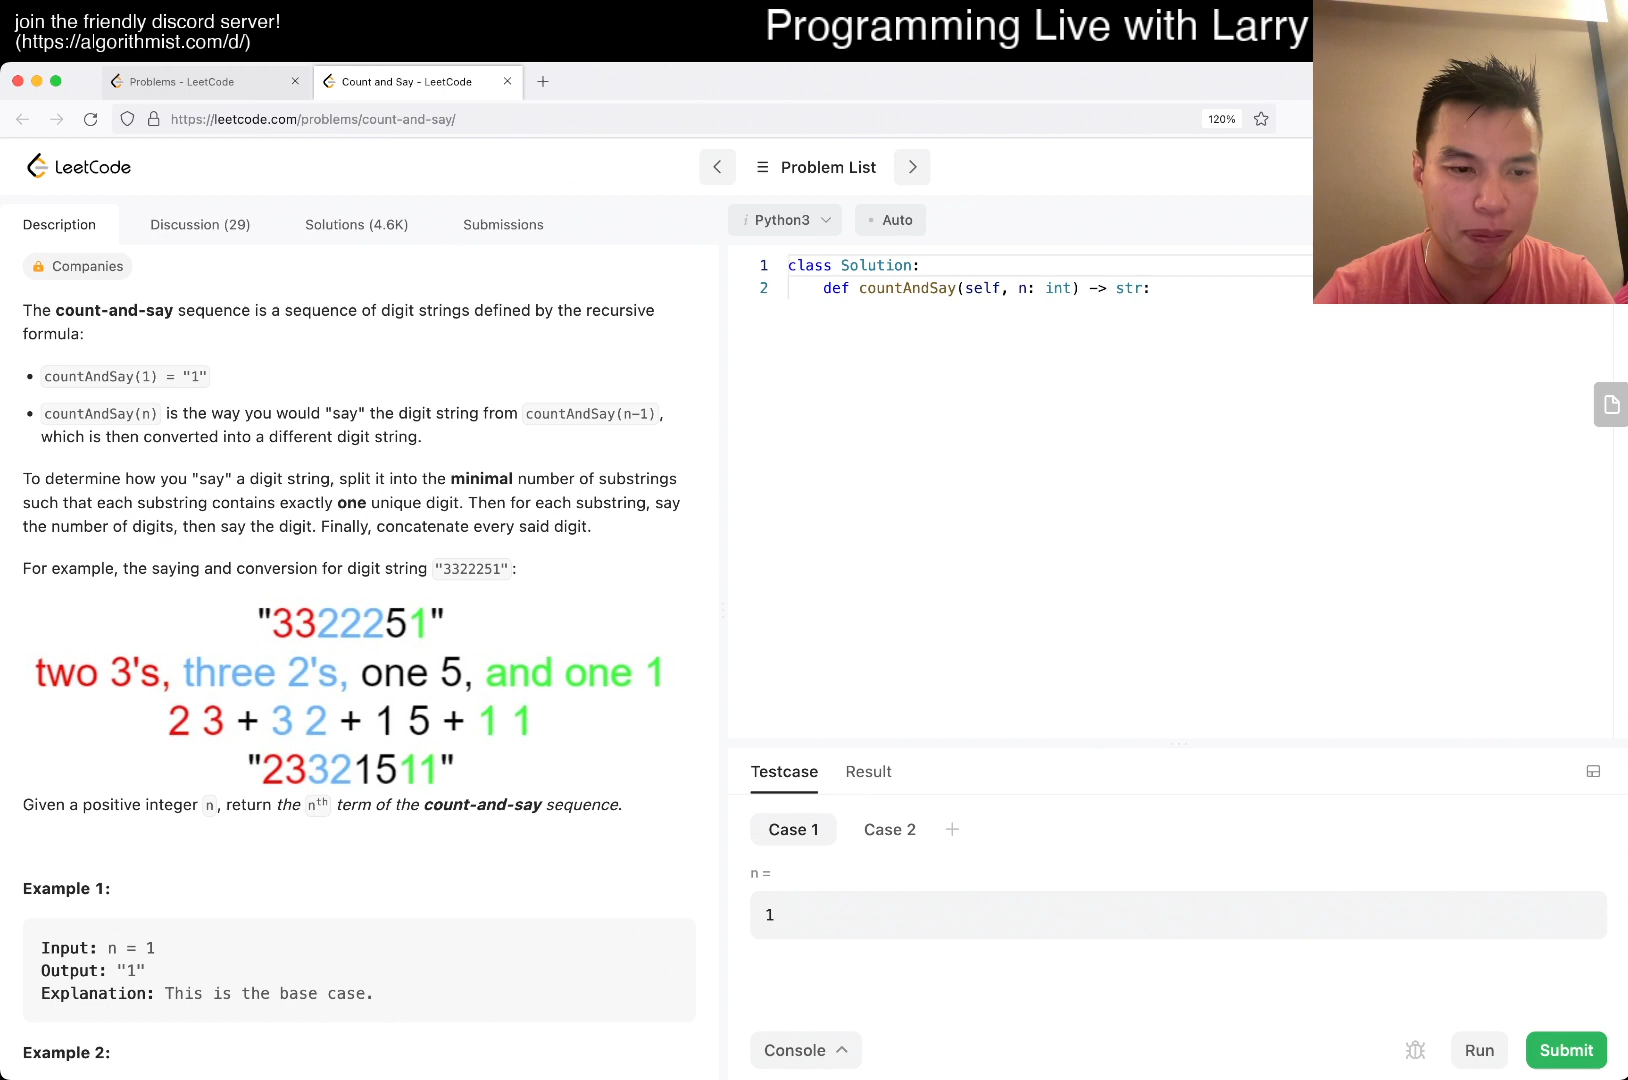 join the friendly discord server!
(https://algorithmist.com/d/)
Programming Live with Larry
Problems - LeetCode
Count and Say - LeetCode
https://leetcode.com/problems/count-and-say/
120%
LeetCode
Problem List
Description
Discussion (29)
Solutions (4.6K)
Submissions
i Python3
Auto
Companies
1 class Solution:
2 def countAndSay(self, n: int) -> str:
The count-and-say sequence is a sequence of digit strings defined by the recursive
formula:
• countAndSay(1) = "1"
• countAndSay(n) is the way you would "say" the digit string from countAndSay(n-1),
which is then converted into a different digit string.
To determine how you "say" a digit string, split it into the minimal number of substrings
such that each substring contains exactly one unique digit. Then for each substring, say
the number of digits, then say the digit. Finally, concatenate every said digit.
For example, the saying and conversion for digit string "3322251":
"3322251"
two 3's, three 2's, one 5, and one 1
2 3 + 3 2 + 1 5 + 1 1
"23321511"
Given a positive integer n, return the nth term of the count-and-say sequence.
Example 1:
Input: n = 1
Output: "1"
Explanation: This is the base case.
Example 2:
Testcase
Result
Case 1
Case 2
n =
1
Console
Run
Submit